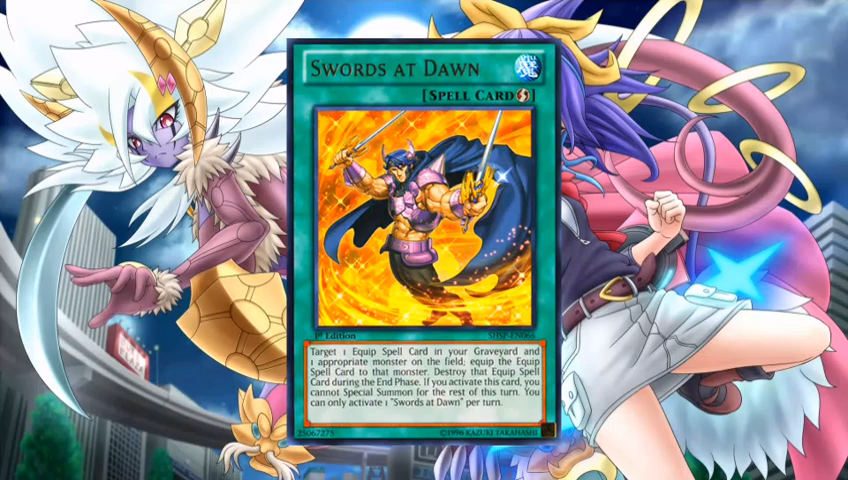 SWORDS AT DAWN
[SPELL CARD]
1st Edition
SHSP-EN066
Target 1 Equip Spell Card in your Graveyard and
1 appropriate monster on the field; equip the Equip
Spell Card to that monster. Destroy that Equip Spell
Card during the End Phase. If you activate this card, you
cannot Special Summon for the rest of this turn. You
can only activate 1 "Swords at Dawn" per turn.
25067275
©1996 KAZUKI TAKAHASHI